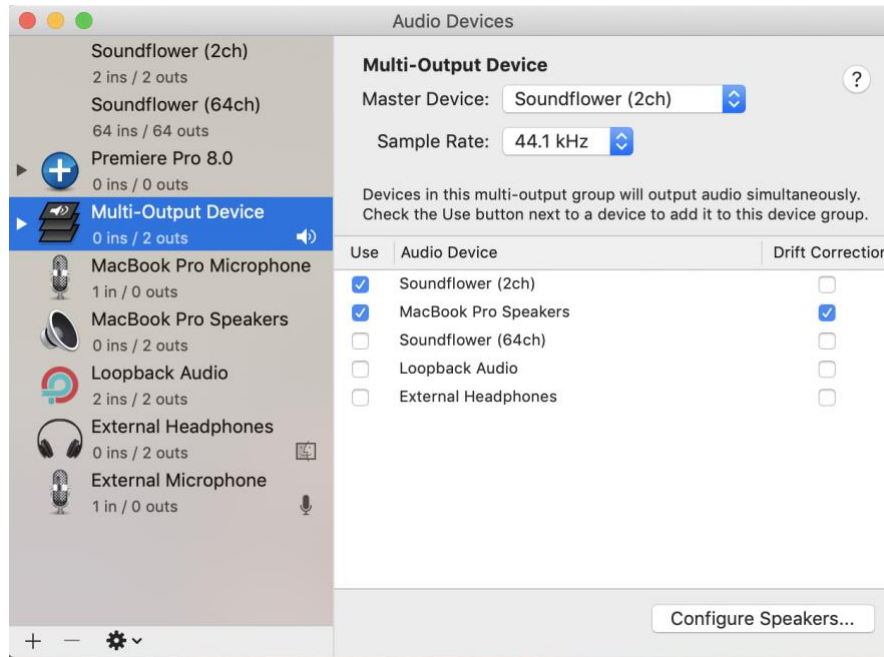 Audio Devices
Soundflower (2ch)
2 ins / 2 outs
Soundflower (64ch)
64 ins / 64 outs
Premiere Pro 8.0
0 ins / 0 outs
Multi-Output Device
0 ins / 2 outs
MacBook Pro Microphone
1 in / 0 outs
MacBook Pro Speakers
0 ins / 2 outs
Loopback Audio
2 ins / 2 outs
External Headphones
0 ins / 2 outs
External Microphone
1 in / 0 outs
Multi-Output Device
?
Master Device: Soundflower (2ch)
Sample Rate: 44.1 kHz
Devices in this multi-output group will output audio simultaneously.
Check the Use button next to a device to add it to this device group.
Use Audio Device Drift Correction
Soundflower (2ch)
MacBook Pro Speakers
Soundflower (64ch)
Loopback Audio
External Headphones
Configure Speakers...